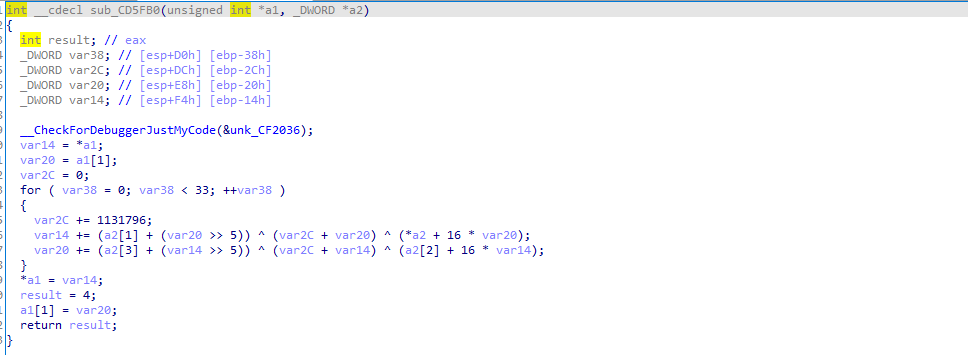 int __cdecl sub_CD5FB0(unsigned int *a1, _DWORD *a2)
{
int result; // eax
_DWORD var38; // [esp+D0h] [ebp-38h]
_DWORD var2C; // [esp+DCh] [ebp-2Ch]
_DWORD var20; // [esp+E8h] [ebp-20h]
_DWORD var14; // [esp+F4h] [ebp-14h]
__CheckForDebuggerJustMyCode(&unk_CF2036);
var14 = *a1;
var20 = a1[1];
var2C = 0;
for ( var38 = 0; var38 < 33; ++var38 )
{
var2C += 1131796;
var14 += (a2[1] + (var20 >> 5)) ^ (var2C + var20) ^ (*a2 + 16 * var20);
var20 += (a2[3] + (var14 >> 5)) ^ (var2C + var14) ^ (a2[2] + 16 * var14);
}
*a1 = var14;
result = 4;
a1[1] = var20;
return result;
}